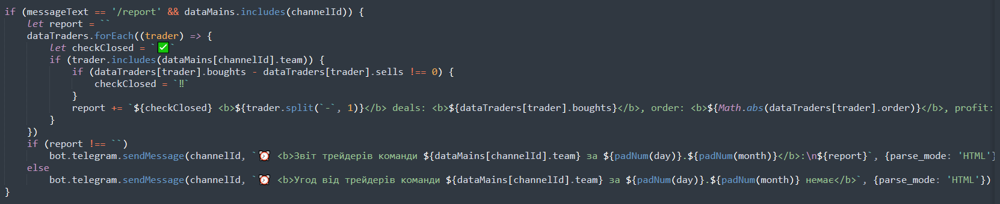 if (messageText == '/report' && dataMains.includes(channelId)) {
let report = ``
dataTraders.forEach((trader) => {
let checkClosed = `✅`
if (trader.includes(dataMains[channelId].team)) {
if (dataTraders[trader].boughts - dataTraders[trader].sells !== 0) {
checkClosed = `‼`
}
report += `${checkClosed} <b>${trader.split(`-`, 1)}</b> deals: <b>${dataTraders[trader].boughts}</b>, order: <b>${Math.abs(dataTraders[trader].order)}</b>, profit:
}
})
if (report !== ``)
bot.telegram.sendMessage(channelId, `⏰ <b>Звіт трейдерів команди ${dataMains[channelId].team} за ${padNum(day)}.${padNum(month)}</b>:\n${report}`, {parse_mode: 'HTML'}
else
bot.telegram.sendMessage(channelId, `⏰ <b>Угод від трейдерів команди ${dataMains[channelId].team} за ${padNum(day)}.${padNum(month)} немає</b>`, {parse_mode: 'HTML'})
}